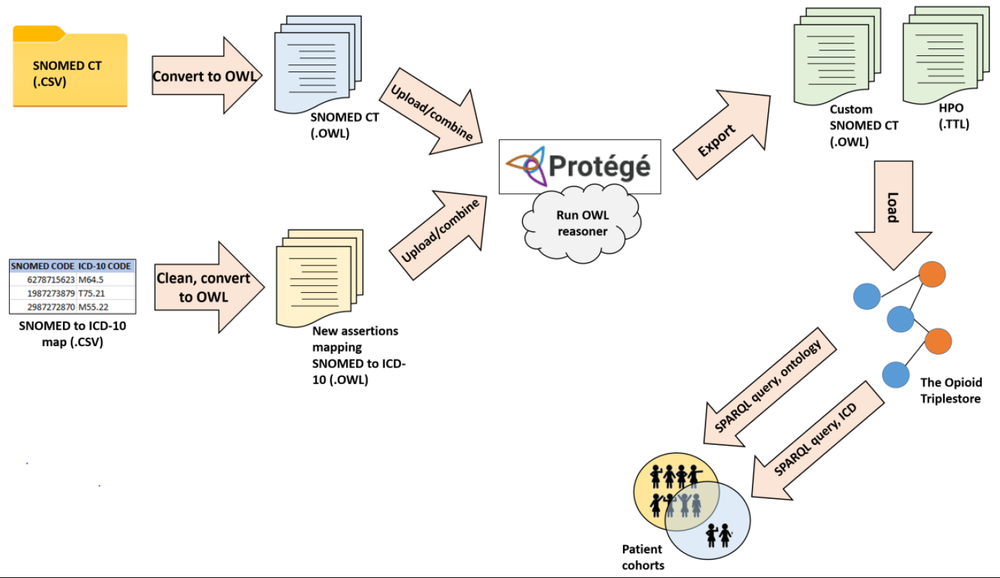 SNOMED CT
(.CSV)
Convert to OWL
SNOMED CT
(.OWL)
Upload/combine
SNOMED CODE ICD-10 CODE
6278715623 M64.5
1987273879 T75.21
2987272870 M55.22
SNOMED to ICD-10
map (.CSV)
Clean, convert
to OWL
New assertions
mapping
SNOMED to ICD-
10 (.OWL)
Upload/combine
Protégé
Run OWL
reasoner
Export
Custom
SNOMED CT
(.OWL)
HPO
(.TTL)
Load
The Opioid
Triplestore
SPARQL query, ontology
SPARQL query, ICD
Patient
cohorts